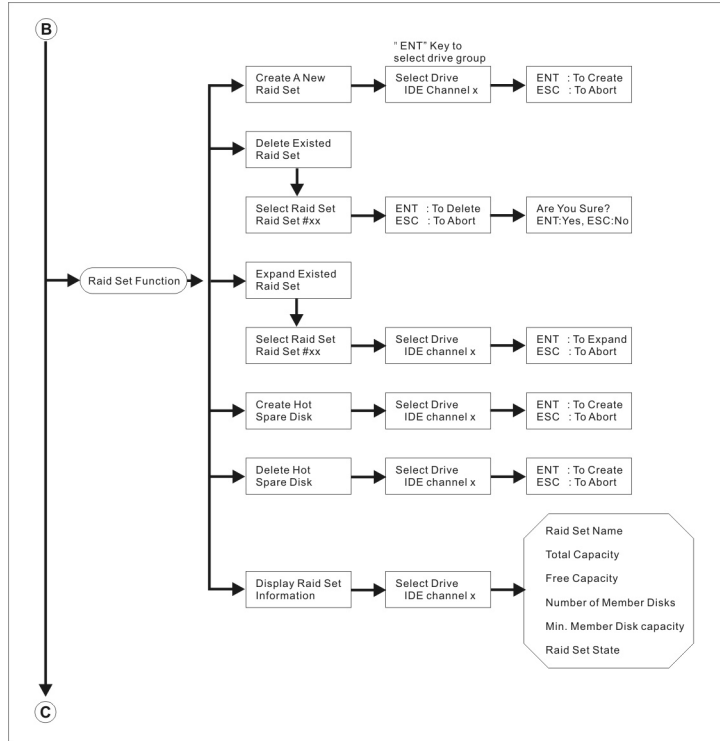 B
" ENT" Key to
select drive group
Create A New
Raid Set
Select Drive
IDE Channel x
ENT : To Create
ESC : To Abort
Delete Existed
Raid Set
Select Raid Set
Raid Set #xx
ENT : To Delete
ESC : To Abort
Are You Sure?
ENT:Yes, ESC:No
Raid Set Function
Expand Existed
Raid Set
Select Raid Set
Raid Set #xx
Select Drive
IDE channel x
ENT : To Expand
ESC : To Abort
Create Hot
Spare Disk
Select Drive
IDE channel x
ENT : To Create
ESC : To Abort
Delete Hot
Spare Disk
Select Drive
IDE channel x
ENT : To Create
ESC : To Abort
Display Raid Set
Information
Select Drive
IDE channel x
Raid Set Name
Total Capacity
Free Capacity
Number of Member Disks
Min. Member Disk capacity
Raid Set State
C